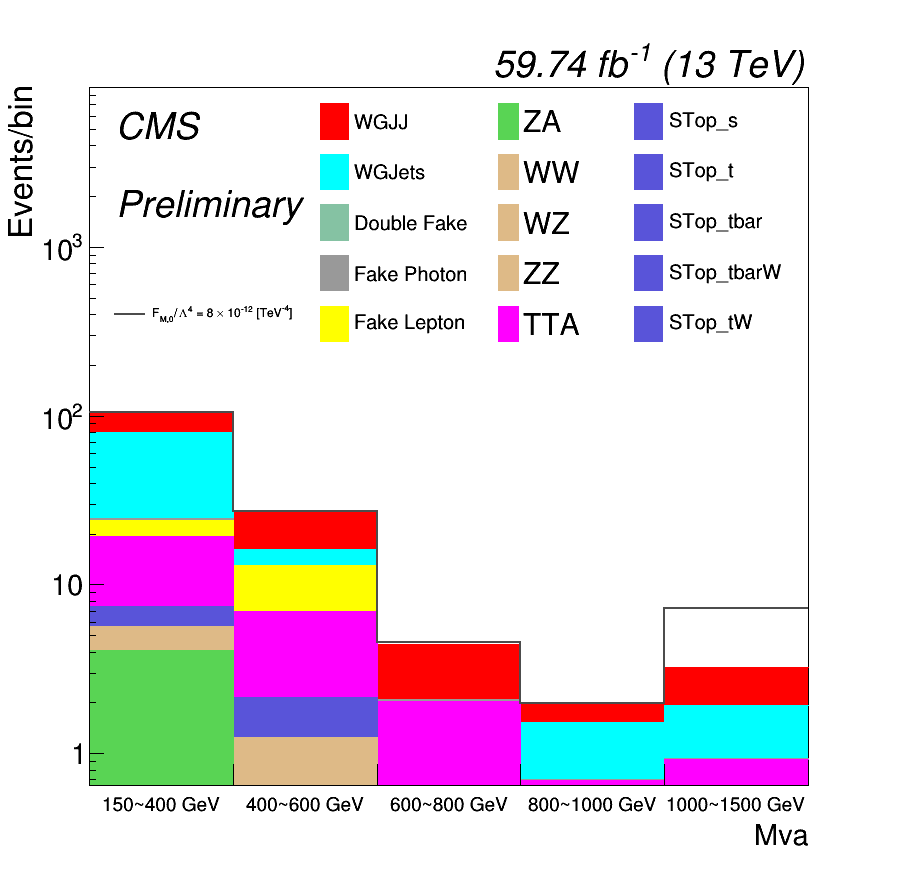 59.74 fb-1 (13 TeV)
Events/bin
CMS
Preliminary
WGJJ
WGJets
Double Fake
Fake Photon
Fake Lepton
ZA
WW
WZ
ZZ
TTA
STop_s
STop_t
STop_tbar
STop_tbarW
STop_tW
FM,0/Λ4 = 8 × 10-12 [TeV-4]
103
102
10
1
150~400 GeV 400~600 GeV 600~800 GeV 800~1000 GeV 1000~1500 GeV
Mva